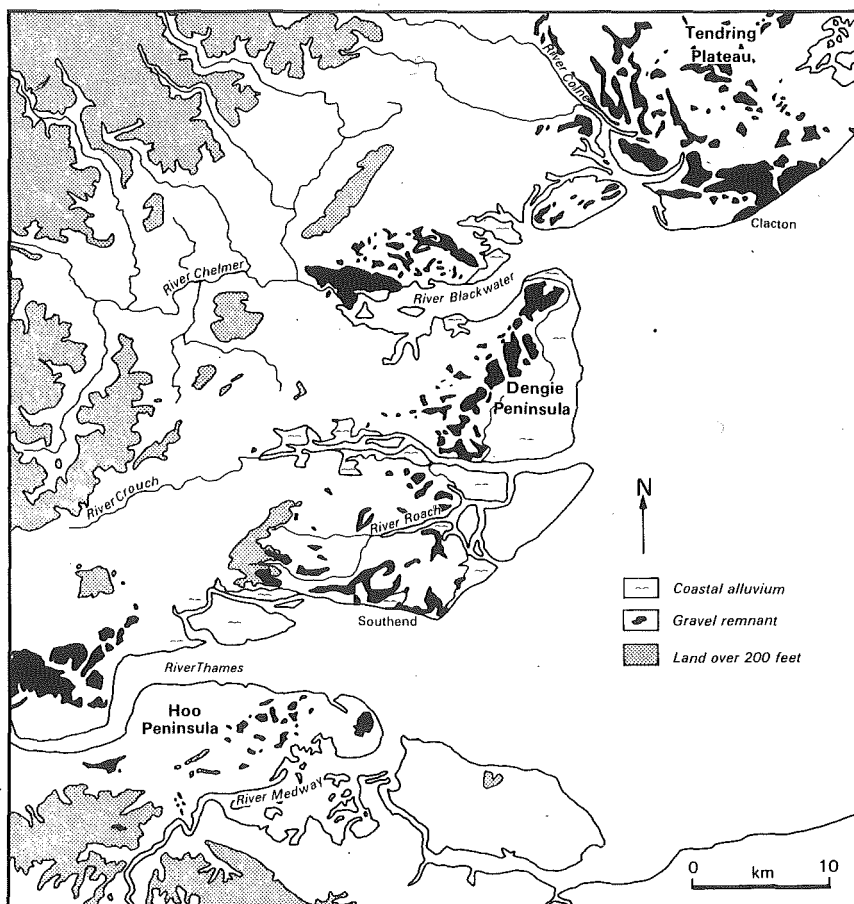 Tendring
Plateau
River Colne
Clacton
River Chelmer
River Blackwater
Dengie
Peninsula
River Crouch
River Roach
N
Coastal alluvium
Gravel remnant
Southend
Land over 200 feet
River Thames
Hoo
Peninsula
River Medway
0 km 10